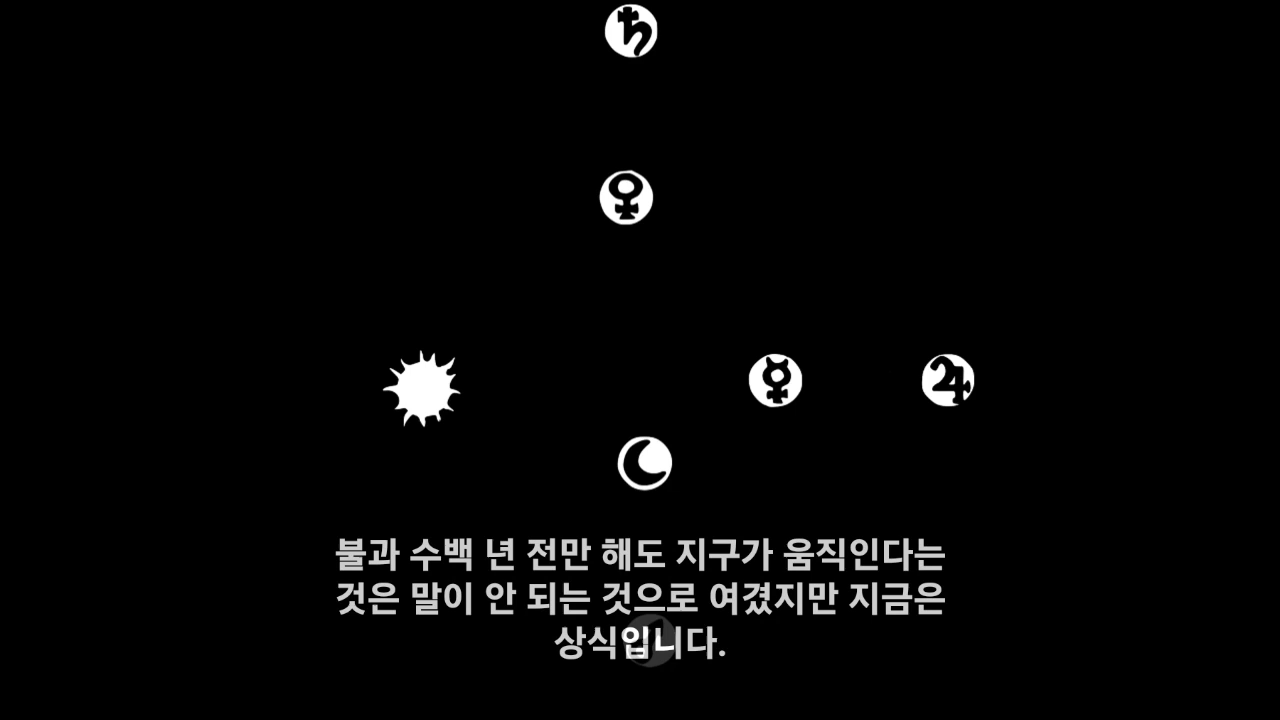 불과 수백 년 전만 해도 지구가 움직인다는
것은 말이 안 되는 것으로 여겼지만 지금은
상식입니다.